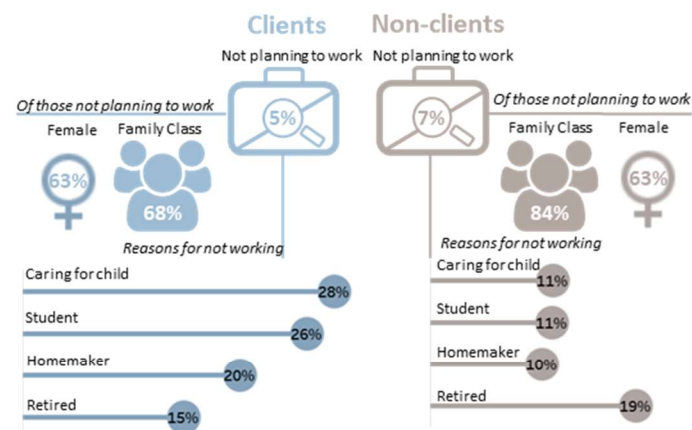 Clients
Not planning to work
5%
Of those not planning to work
Female
Family Class
63%
68%
Reasons for not working
Caring for child
28%
Student
26%
Homemaker
20%
Retired
15%
Non-clients
Not planning to work
7%
Of those not planning to work
Family Class
Female
84%
63%
Reasons for not working
Caring for child
11%
Student
11%
Homemaker
10%
Retired
19%